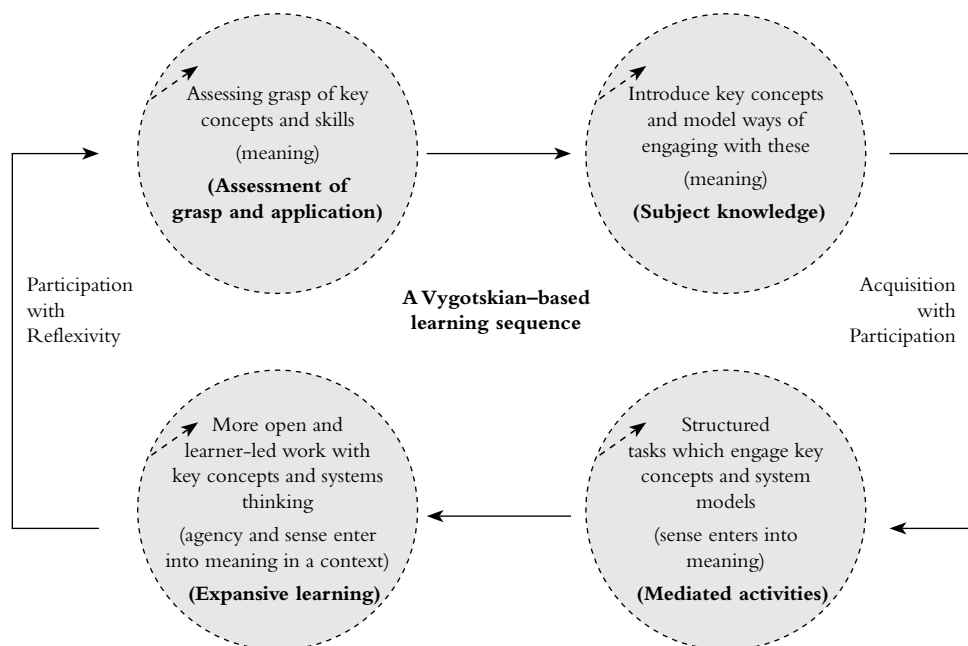 Assessing grasp of key
concepts and skills
(meaning)
(Assessment of
grasp and application)
Introduce key concepts
and model ways of
engaging with these
(meaning)
(Subject knowledge)
Participation
with
Reflexivity
A Vygotskian–based
learning sequence
Acquisition
with
Participation
More open and
learner-led work with
key concepts and systems
thinking
(agency and sense enter
into meaning in a context)
(Expansive learning)
Structured
tasks which engage key
concepts and system
models
(sense enters into
meaning)
(Mediated activities)